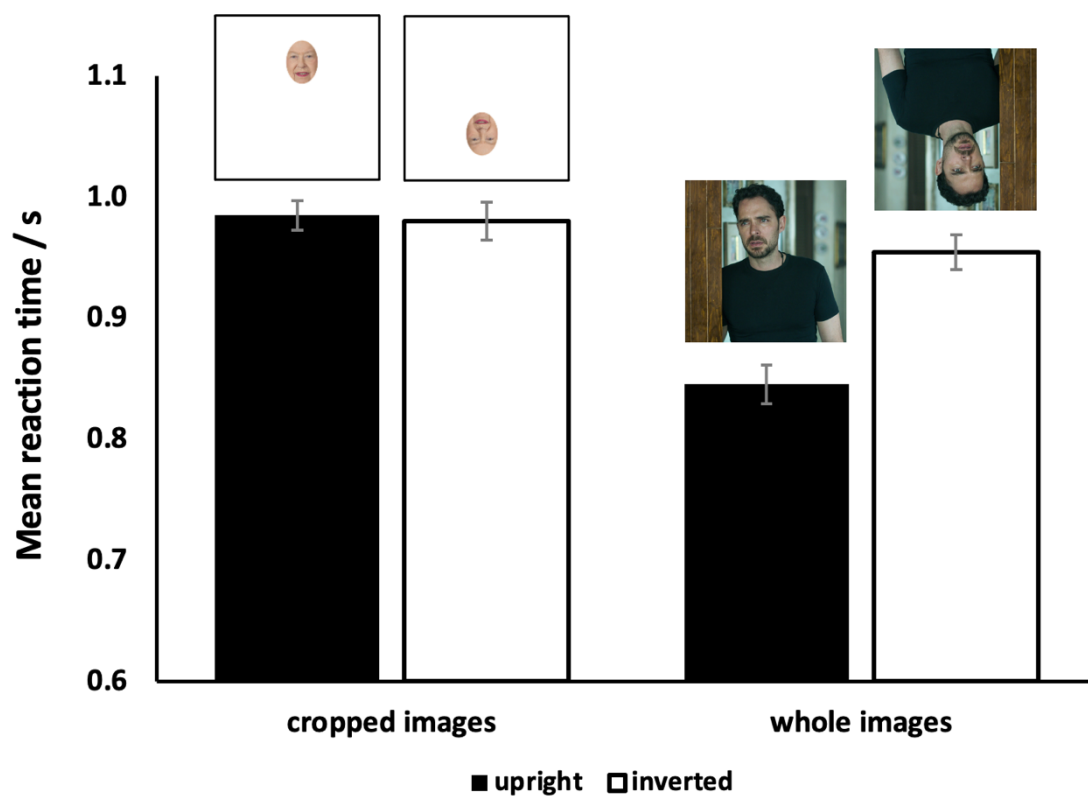 Mean reaction time / s
1.1
1.0
0.9
0.8
0.7
0.6
cropped images
whole images
upright
inverted